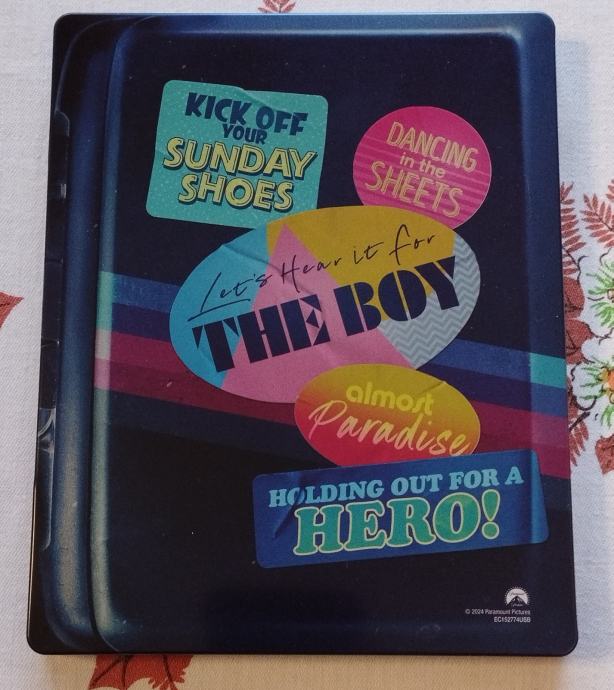 KICK OFF
YOUR
SUNDAY
SHOES
DANCING
in the
SHEETS
Let's Hear it for
THE BOY
almost
Paradise
HOLDING OUT FOR A
HERO!
© 2024 Paramount Pictures
EC152774USB